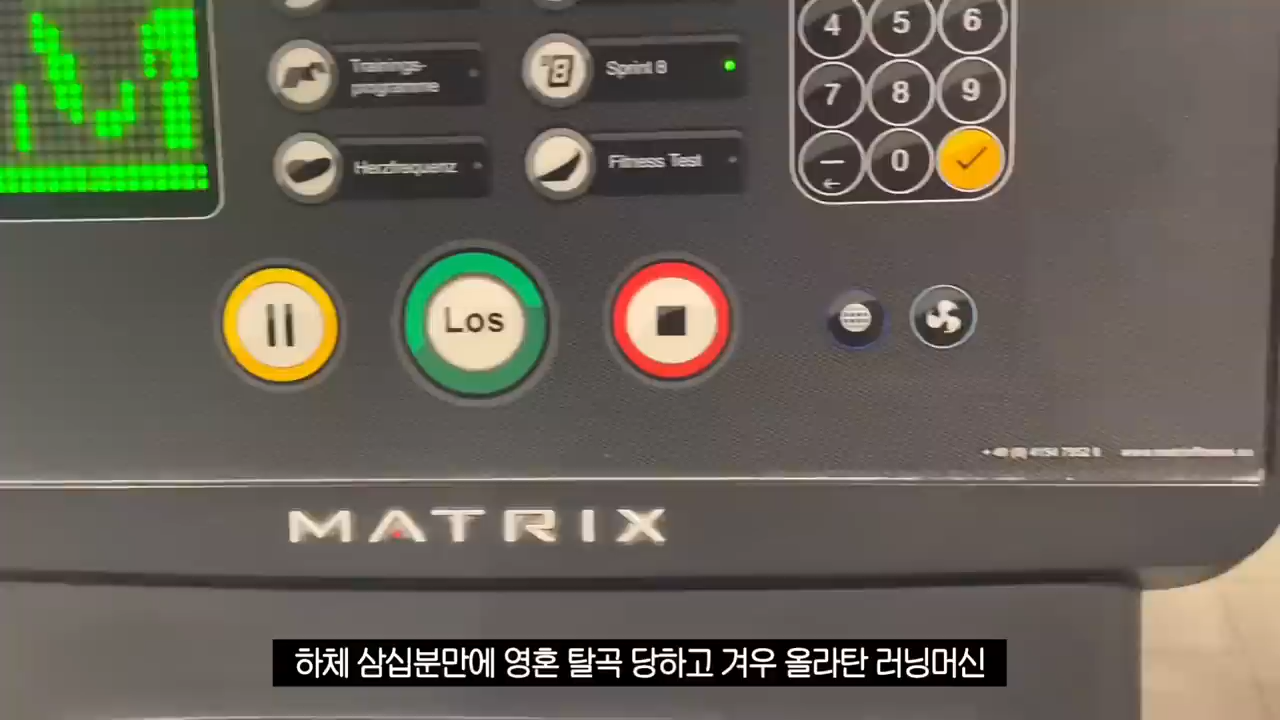 4 5 6
Trainings-
programme
Sprint 8
7 8 9
Herzfrequenz
Fitness Test
0
Los
MATRIX
하체 삼십분만에 영혼 탈곡 당하고 겨우 올라탄 러닝머신